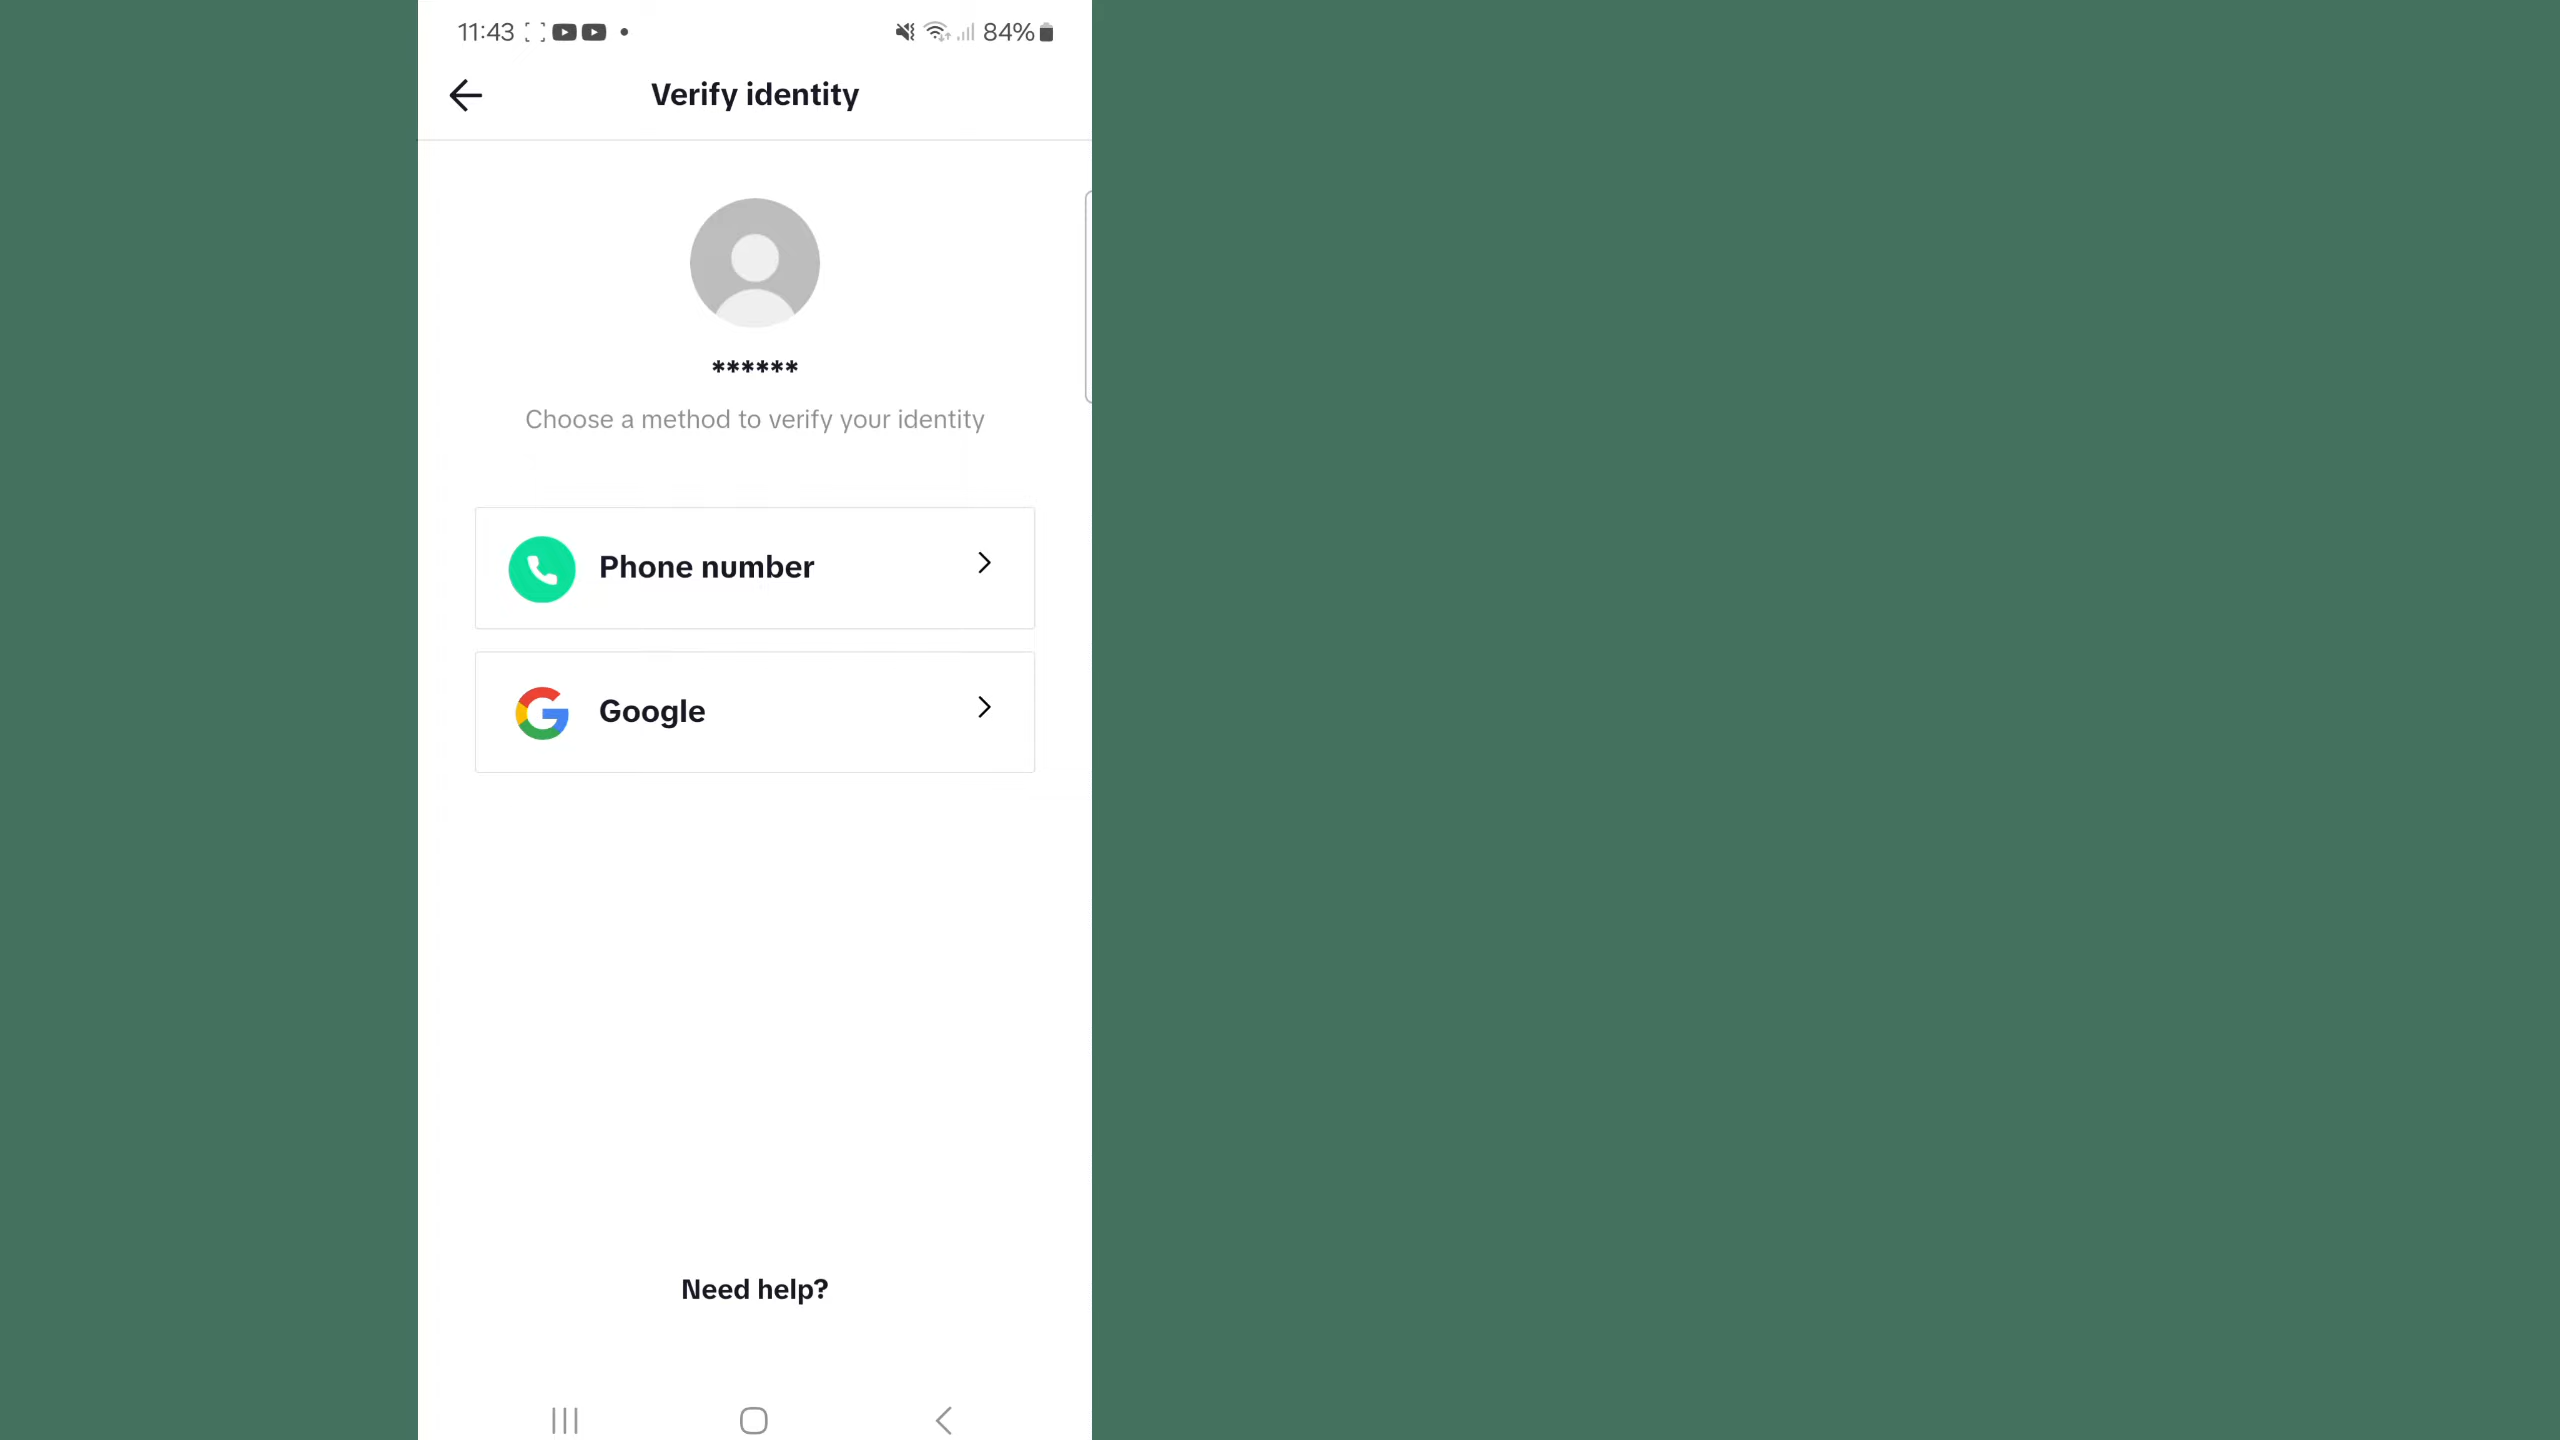 11:43 84%
Verify identity
******
Choose a method to verify your identity
Phone number
Google
Need help?